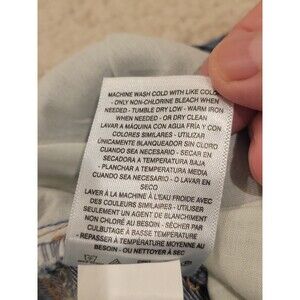 MACHINE WASH COLD WITH LIKE COLO
- ONLY NON-CHLORINE BLEACH WHEN
NEEDED - TUMBLE DRY LOW - WARM IRON
WHEN NEEDED - OR DRY CLEAN
LAVAR A MÁQUINA CON AGUA FRÍA Y CON
COLORES SIMILARES - UTILIZAR
ÚNICAMENTE BLANQUEADOR SIN CLORO
CUANDO SEA NECESARIO - SECAR EN
SECADORA A TEMPERATURA BAJA
- PLANCHAR A TEMPERATURA MEDIA
CUANDO SEA NECESARIO - O LAVAR EN
SECO
LAVER À LA MACHINE À L'EAU FROIDE AVEC
DES COULEURS SIMILAIRES - UTILISER
SEULEMENT UN AGENT DE BLANCHIMENT
NON CHLORÉ AU BESOIN - SÉCHER PAR
CULBUTAGE À BASSE TEMPÉRATURE
- REPASSER À TEMPÉRATURE MOYENNE AU
BESOIN - OU NETTOYER À SEC